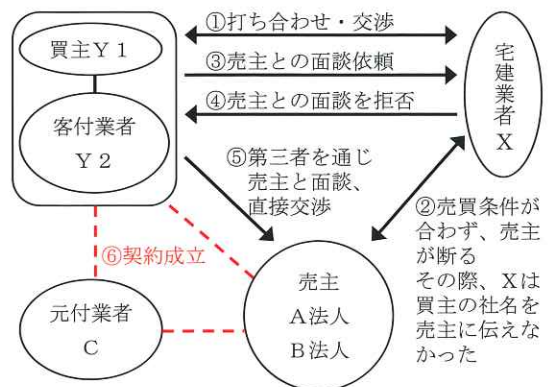 ①打ち合わせ・交渉
買主Y1
③売主との面談依頼
④売主との面談を拒否
客付業者
Y2
宅建業者X
⑤第三者を通じ
売主と面談、
直接交渉
②売買条件が
合わず、売主
が断る
その際、Xは
買主の社名を
売主に伝えな
かった
⑥契約成立
売主
A法人
B法人
元付業者
C